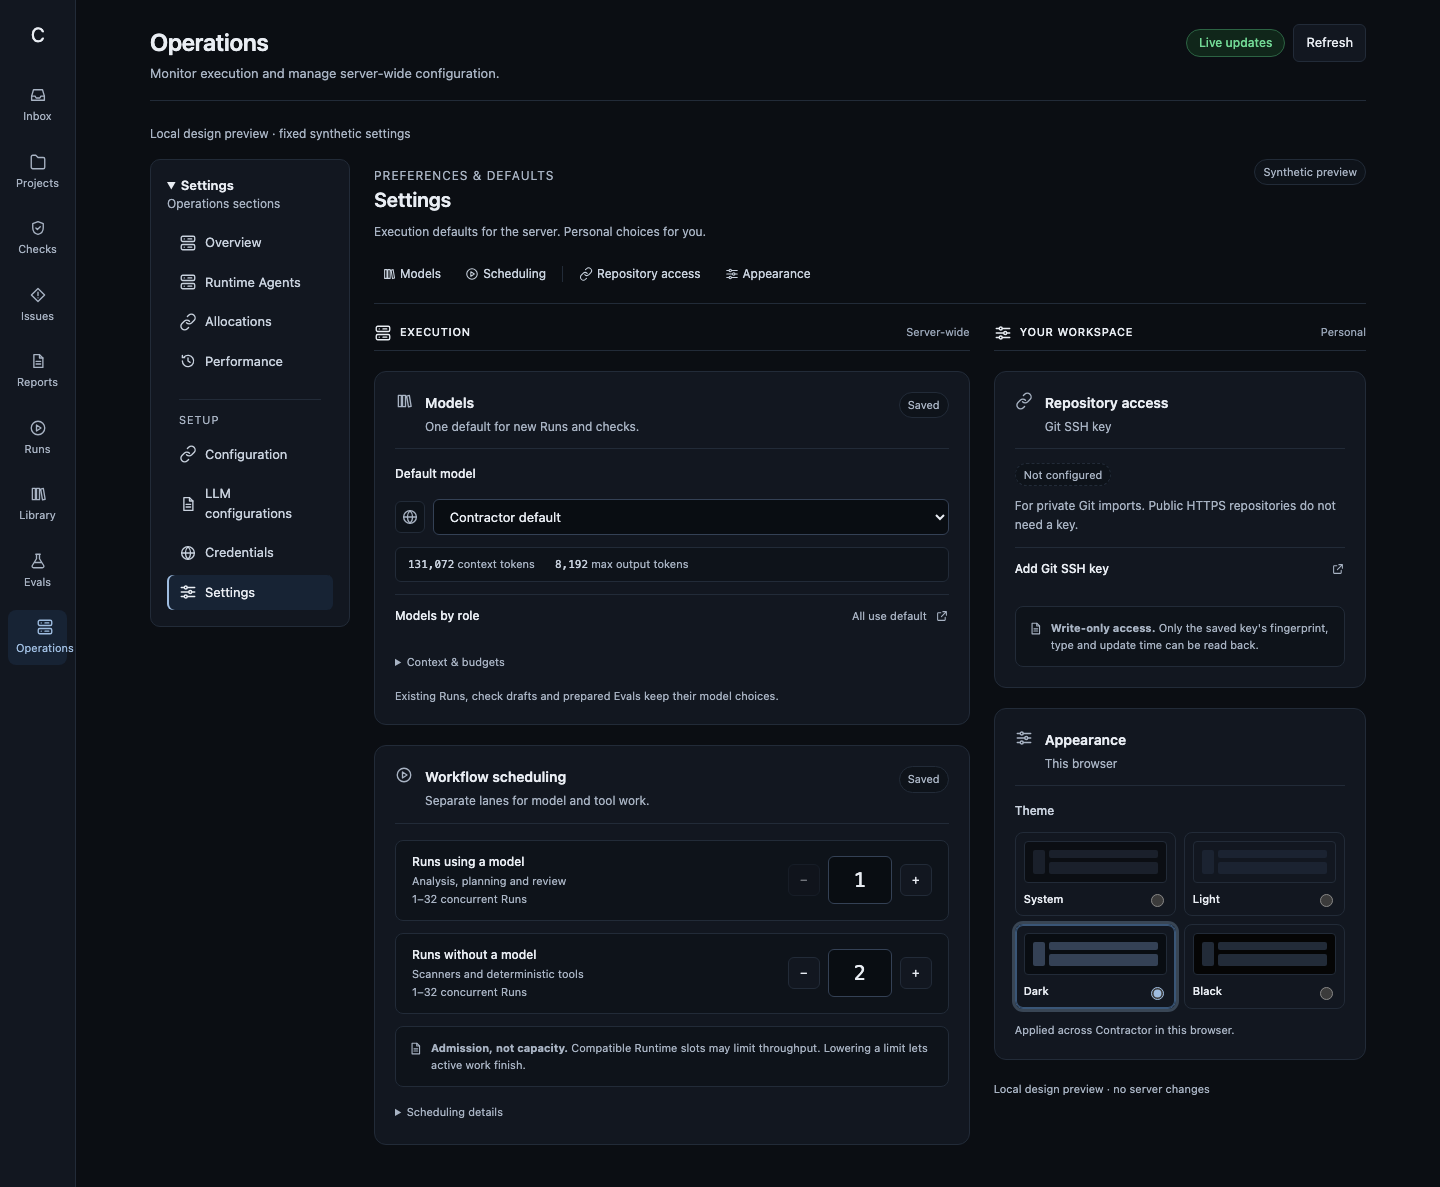 C
Inbox
Projects
Checks
Issues
Reports
Runs
Library
Evals
Operations
Operations
Monitor execution and manage server-wide configuration.
Live updates
Refresh
Local design preview · fixed synthetic settings
▼ Settings
Operations sections
Overview
Runtime Agents
Allocations
Performance
SETUP
Configuration
LLM
configurations
Credentials
Settings
PREFERENCES & DEFAULTS
Synthetic preview
Settings
Execution defaults for the server. Personal choices for you.
Models
Scheduling
Repository access
Appearance
EXECUTION
Server-wide
Models
Saved
One default for new Runs and checks.
Default model
Contractor default
131,072 context tokens 8,192 max output tokens
Models by role
All use default
▶ Context & budgets
Existing Runs, check drafts and prepared Evals keep their model choices.
Workflow scheduling
Saved
Separate lanes for model and tool work.
Runs using a model
Analysis, planning and review
1–32 concurrent Runs
− 1 +
Runs without a model
Scanners and deterministic tools
1–32 concurrent Runs
− 2 +
Admission, not capacity. Compatible Runtime slots may limit throughput. Lowering a limit lets
active work finish.
▶ Scheduling details
YOUR WORKSPACE
Personal
Repository access
Git SSH key
Not configured
For private Git imports. Public HTTPS repositories do not
need a key.
Add Git SSH key
Write-only access. Only the saved key's fingerprint,
type and update time can be read back.
Appearance
This browser
Theme
System
Light
Dark
Black
Applied across Contractor in this browser.
Local design preview · no server changes